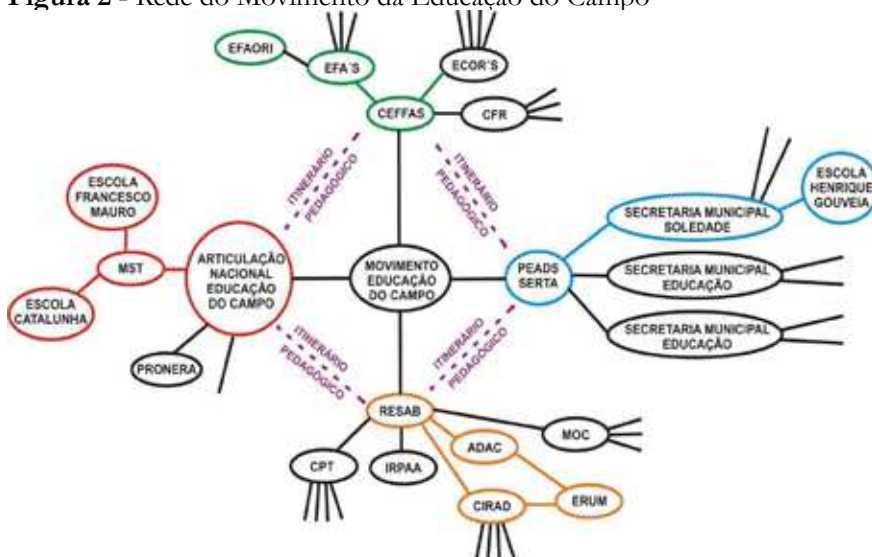 Figura 2 - Rede do Movimento da Educação do Campo
EFAORI
EFA´S
ECOR´S
CEFFAS
CFR
ITINERÁRIO
PEDAGÓGICO
ITINERÁRIO
PEDAGÓGICO
ESCOLA
FRANCESCO
MAURO
MST
ESCOLA
CATALUNHA
ARTICULAÇÃO
NACIONAL
EDUCAÇÃO
DO CAMPO
MOVIMENTO
EDUCAÇÃO
DO CAMPO
PEADS
SERTA
SECRETARIA MUNICIPAL
SOLEDADE
ESCOLA
HENRIQUE
GOUVEIA
SECRETARIA MUNICIPAL
EDUCAÇÃO
SECRETARIA MUNICIPAL
EDUCAÇÃO
PRONERA
ITINERÁRIO
PEDAGÓGICO
ITINERÁRIO
PEDAGÓGICO
RESAB
MOC
ADAC
CPT
IRPAA
CIRAD
ERUM